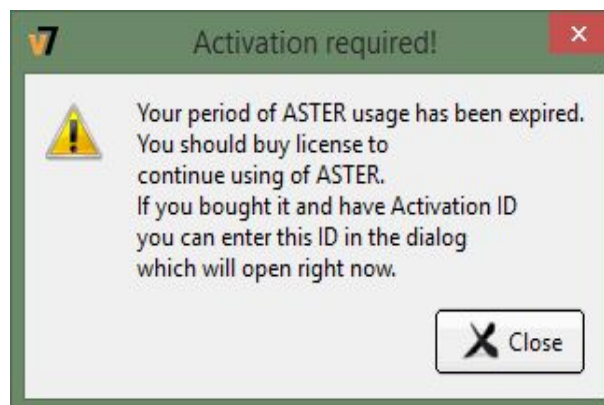 v7
Activation required!
Your period of ASTER usage has been expired.
You should buy license to
continue using of ASTER.
If you bought it and have Activation ID
you can enter this ID in the dialog
which will open right now.
Close